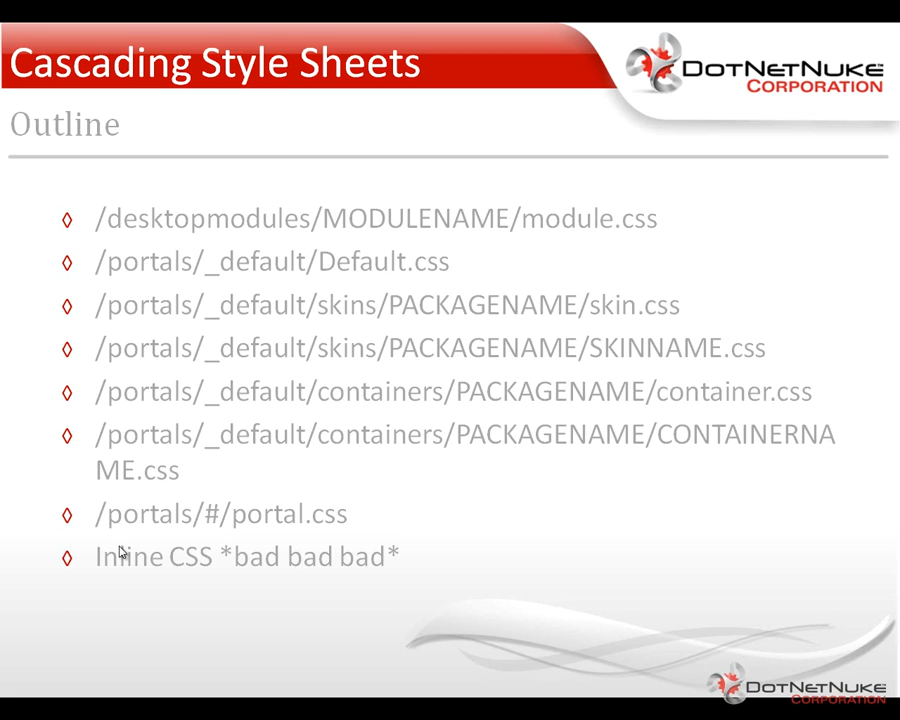 Cascading Style Sheets
DOTNETNUKE
CORPORATION
Outline
/desktopmodules/MODULENAME/module.css
/portals/_default/Default.css
/portals/_default/skins/PACKAGENAME/skin.css
/portals/_default/skins/PACKAGENAME/SKINNAME.css
/portals/_default/containers/PACKAGENAME/container.css
/portals/_default/containers/PACKAGENAME/CONTAINERNA
ME.css
/portals/#/portal.css
Inline CSS *bad bad bad*
DOTNETNUKE
CORPORATION